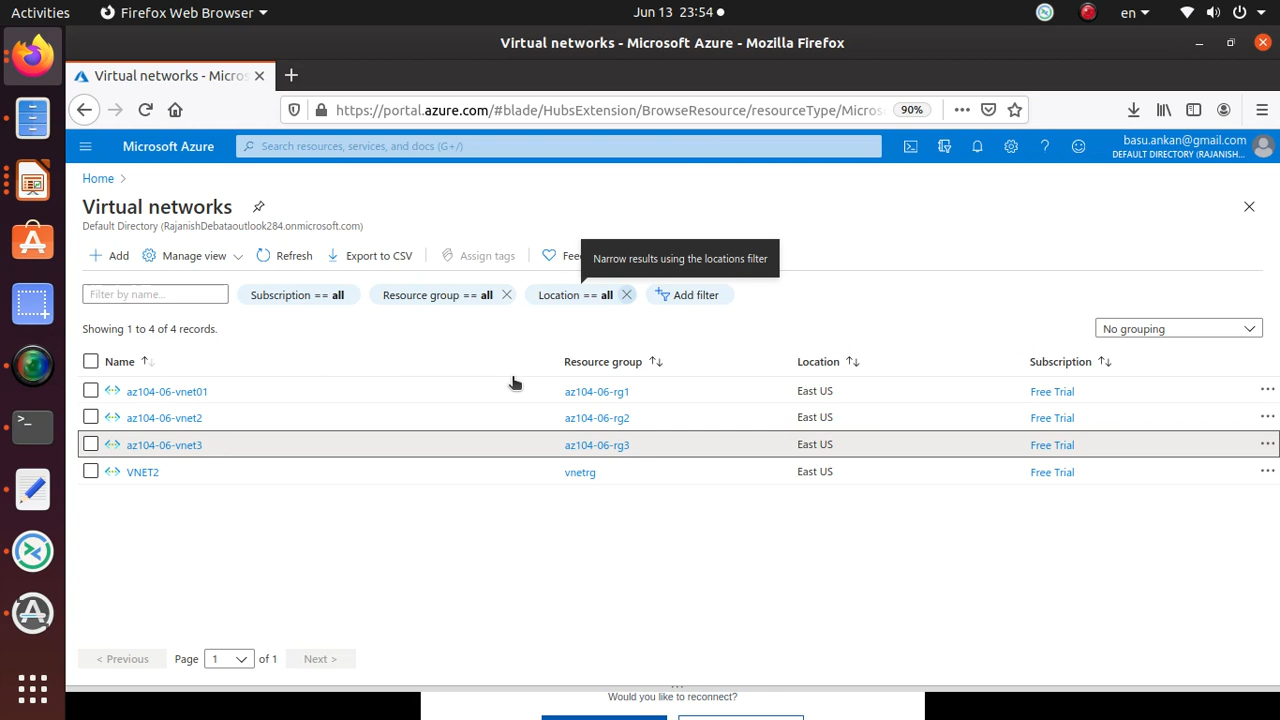 Activities Firefox Web Browser Jun 13 23:54 en
Virtual networks - Microsoft Azure - Mozilla Firefox
Virtual networks - Micros
https://portal.azure.com/#blade/HubsExtension/BrowseResource/resourceType/Micros 90%
Microsoft Azure Search resources, services, and docs (G+/) basu.ankan@gmail.com
DEFAULT DIRECTORY (RAJANISH...
Home
Virtual networks
Default Directory (RajanishDebataoutlook284.onmicrosoft.com)
Add Manage view Refresh Export to CSV Assign tags Fee
Narrow results using the locations filter
Filter by name... Subscription == all Resource group == all Location == all Add filter
Showing 1 to 4 of 4 records. No grouping
Name Resource group Location Subscription
az104-06-vnet01 az104-06-rg1 East US Free Trial
az104-06-vnet2 az104-06-rg2 East US Free Trial
az104-06-vnet3 az104-06-rg3 East US Free Trial
VNET2 vnetrg East US Free Trial
< Previous Page 1 of 1 Next >
Would you like to reconnect?